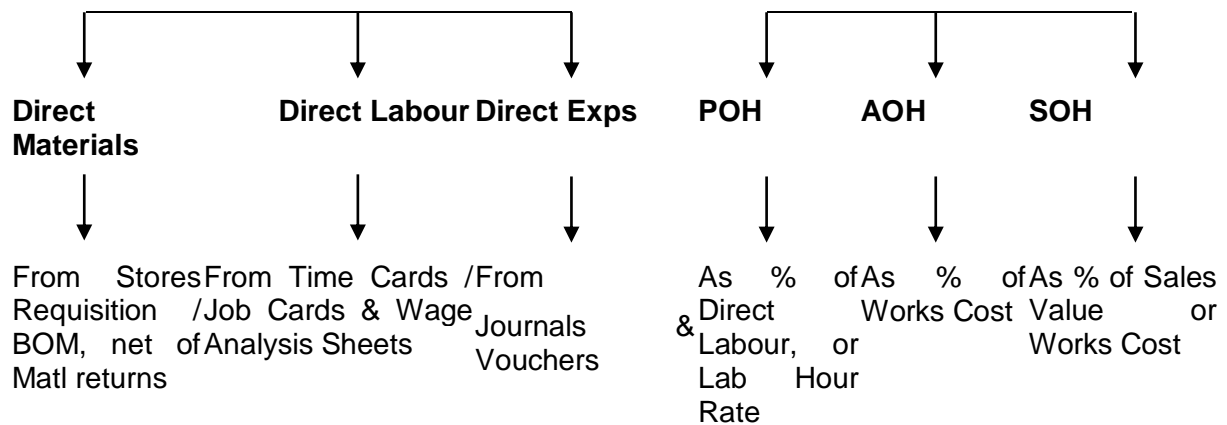 Direct Materials
Direct Labour
Direct Exps
POH
AOH
SOH
From Stores
Requisition /
BOM, net of
Matl returns
From Time Cards /
Job Cards & Wage
Analysis Sheets
From
Journals &
Vouchers
As % of
Direct
Labour, or
Lab Hour
Rate
As % of
Works Cost
As % of Sales
Value or
Works Cost